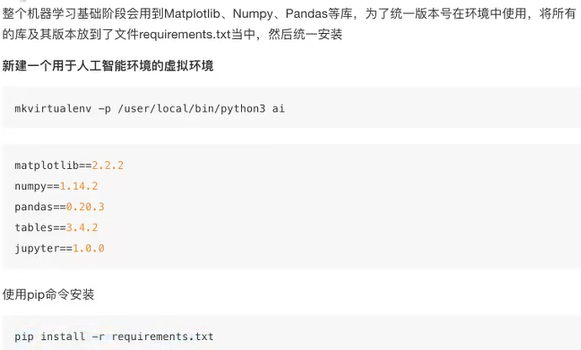 整个机器学习基础阶段会用到Matplotlib、Numpy、Pandas等库，为了统一版本号在环境中使用，将所有
的库及其版本放到了文件requirements.txt当中，然后统一安装
新建一个用于人工智能环境的虚拟环境
mkvirtualenv -p /user/local/bin/python3 ai
matplotlib==2.2.2
numpy==1.14.2
pandas==0.20.3
tables==3.4.2
jupyter==1.0.0
使用pip命令安装
pip install -r requirements.txt